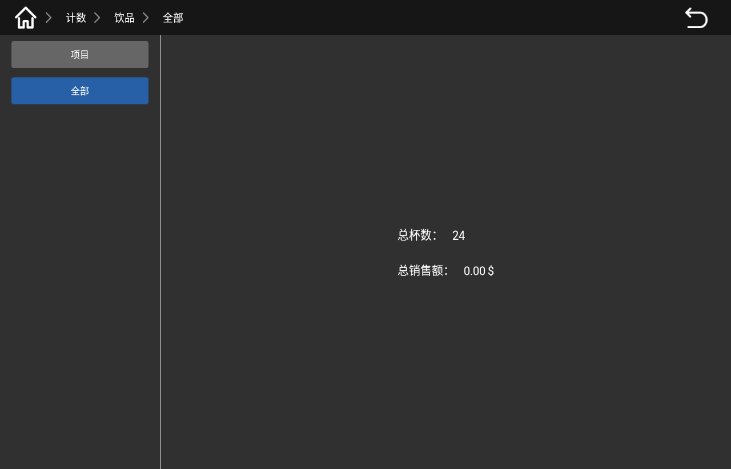 计数 饮品 全部
项目
全部
总杯数： 24
总销售额： 0.00 $